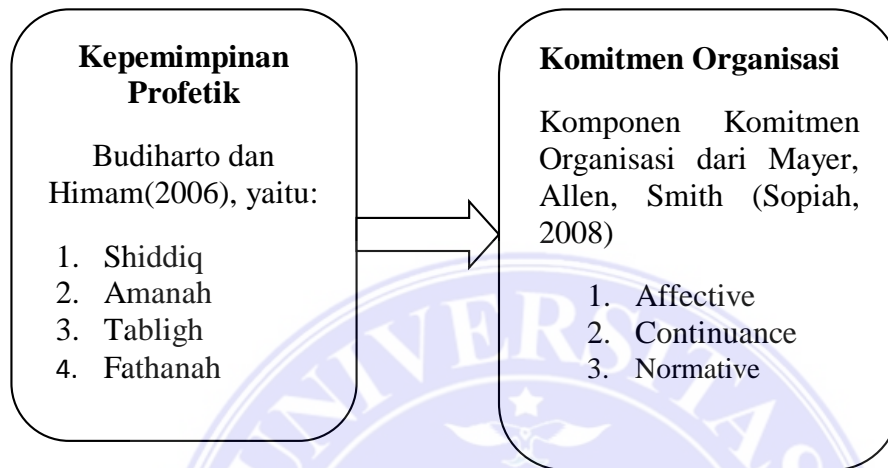 Kepemimpinan
Profetik
Budiharto dan
Himam(2006), yaitu:
1. Shiddiq
2. Amanah
3. Tabligh
4. Fathanah
Komitmen Organisasi
Komponen Komitmen
Organisasi dari Mayer,
Allen, Smith (Sopiah,
2008)
1. Affective
2. Continuance
3. Normative
UNIVERSITAS